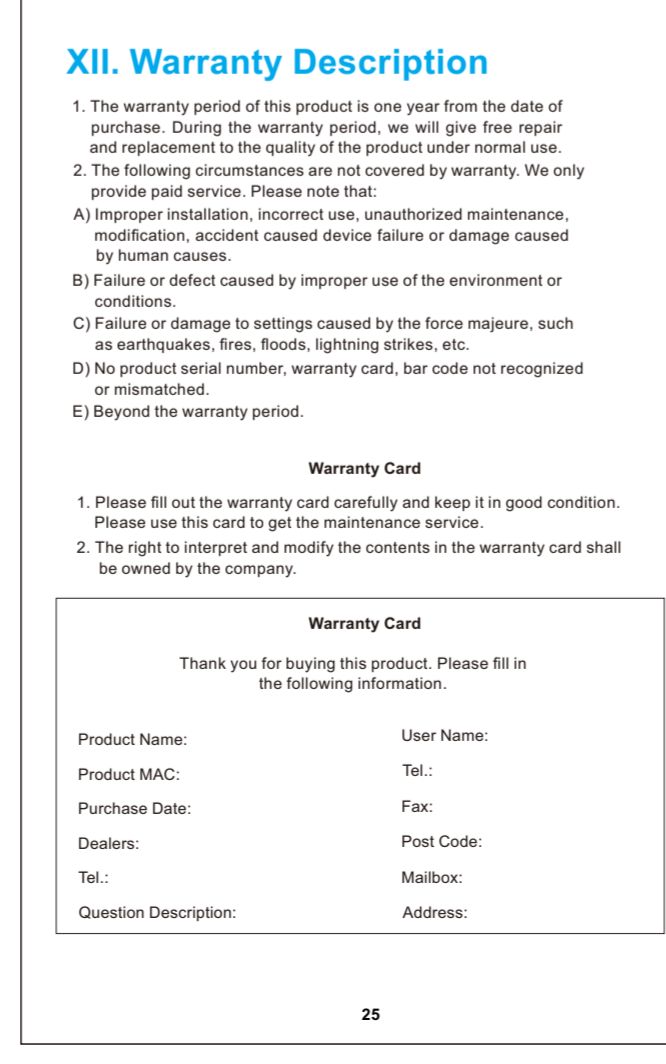 XII. Warranty Description
1. The warranty period of this product is one year from the date of
purchase. During the warranty period, we will give free repair
and replacement to the quality of the product under normal use.
2. The following circumstances are not covered by warranty. We only
provide paid service. Please note that:
A) Improper installation, incorrect use, unauthorized maintenance,
modification, accident caused device failure or damage caused
by human causes.
B) Failure or defect caused by improper use of the environment or
conditions.
C) Failure or damage to settings caused by the force majeure, such
as earthquakes, fires, floods, lightning strikes, etc.
D) No product serial number, warranty card, bar code not recognized
or mismatched.
E) Beyond the warranty period.
Warranty Card
1. Please fill out the warranty card carefully and keep it in good condition.
Please use this card to get the maintenance service.
2. The right to interpret and modify the contents in the warranty card shall
be owned by the company.
Warranty Card
Thank you for buying this product. Please fill in
the following information.
Product Name:
Product MAC:
Purchase Date:
Dealers:
Tel.:
Question Description:
User Name:
Tel.:
Fax:
Post Code:
Mailbox:
Address:
25